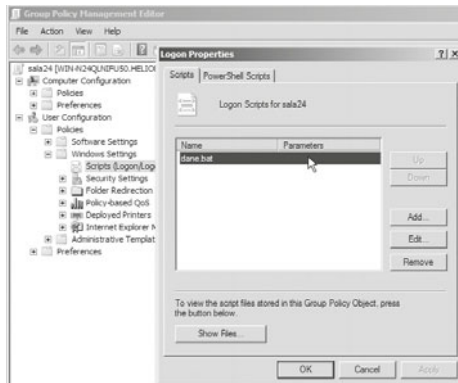 Group Policy Management Editor
File Action View Help
sala24 [WIN-N24QLNIFU50.HELIO
Computer Configuration
Policies
Preferences
User Configuration
Policies
Software Settings
Windows Settings
Scripts (Logon/Logo
Security Settings
Folder Redirection
Policy-based QoS
Deployed Printers
Internet Explorer M
Administrative Templat
Preferences
Logon Properties
Scripts PowerShell Scripts
Logon Scripts for sala24
Name Parameters
dane.bat
Up
Down
Add...
Edit...
Remove
To view the script files stored in this Group Policy Object, press
the button below.
Show Files...
OK Cancel Apply